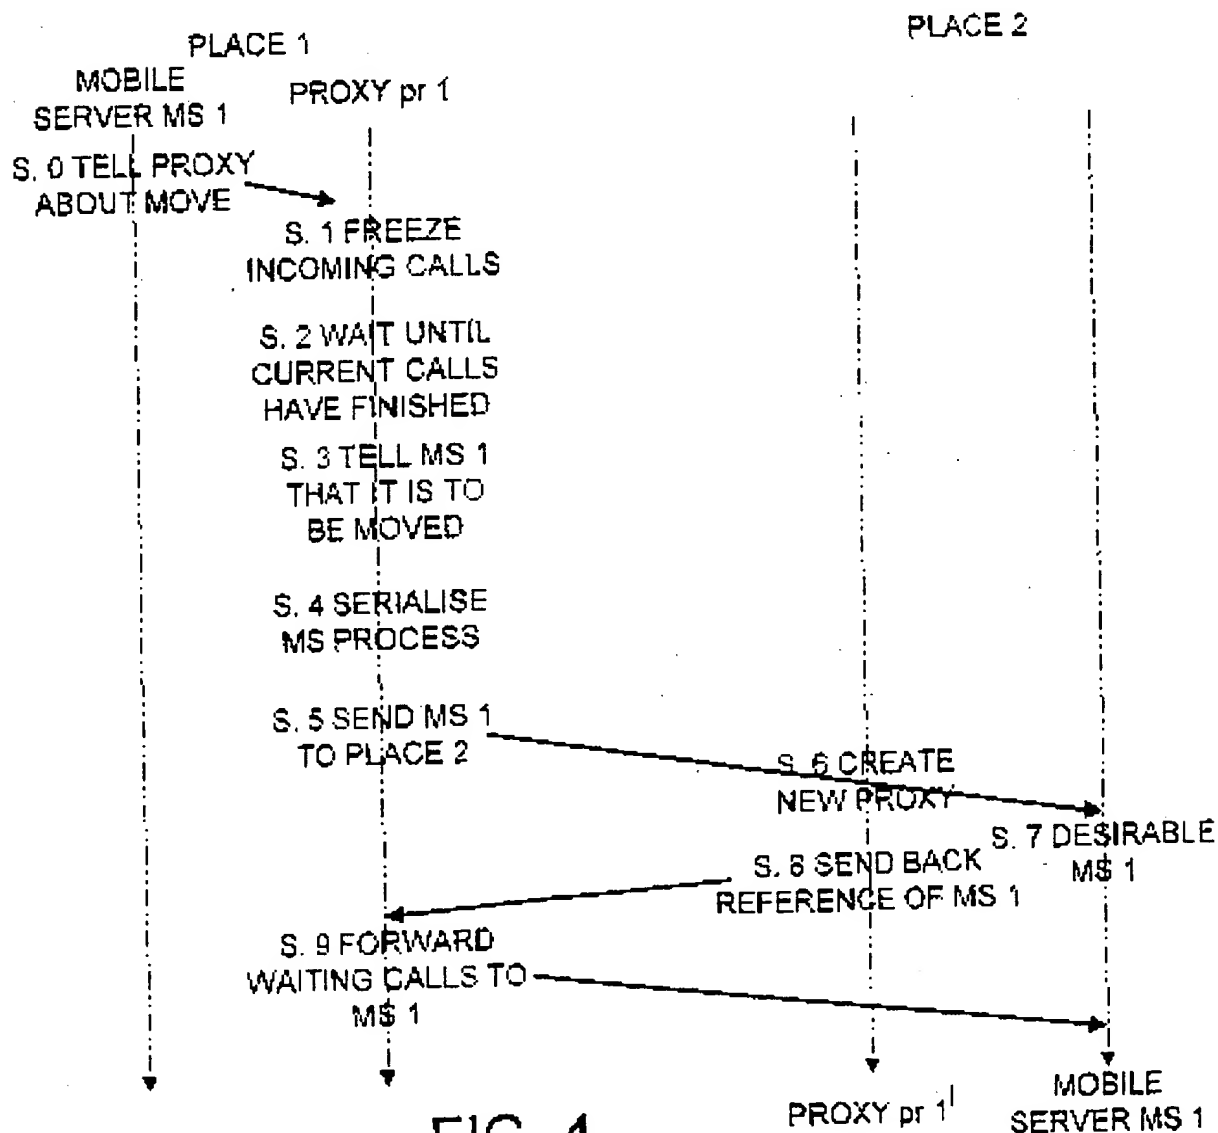 PLACE 1
PLACE 2
MOBILE
SERVER MS 1
PROXY pr 1
S. 0 TELL PROXY
ABOUT MOVE
S. 1 FREEZE
INCOMING CALLS
S. 2 WAIT UNTIL
CURRENT CALLS
HAVE FINISHED
S. 3 TELL MS 1
THAT IT IS TO
BE MOVED
S. 4 SERIALISE
MS PROCESS
S. 5 SEND MS 1
TO PLACE 2
S. 6 CREATE
NEW PROXY
S. 7 DESIRABLE
MS 1
S. 8 SEND BACK
REFERENCE OF MS 1
S. 9 FORWARD
WAITING CALLS TO
MS 1
PROXY pr 1'
MOBILE
SERVER MS 1
FIG. 4